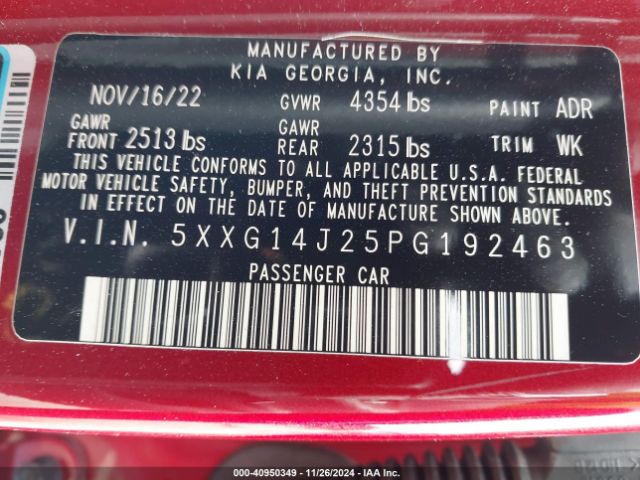 MANUFACTURED BY
KIA GEORGIA, INC.
NOV/16/22 GVWR 4354 lbs PAINT ADR
GAWR FRONT 2513 lbs GAWR REAR 2315 lbs TRIM WK
THIS VEHICLE CONFORMS TO ALL APPLICABLE U.S.A. FEDERAL
MOTOR VEHICLE SAFETY, BUMPER, AND THEFT PREVENTION STANDARDS
IN EFFECT ON THE DATE OF MANUFACTURE SHOWN ABOVE.
V.I.N. 5XXG14J25PG192463
PASSENGER CAR
Stock: 40950349 | 11/26/2024 - IAA Inc.